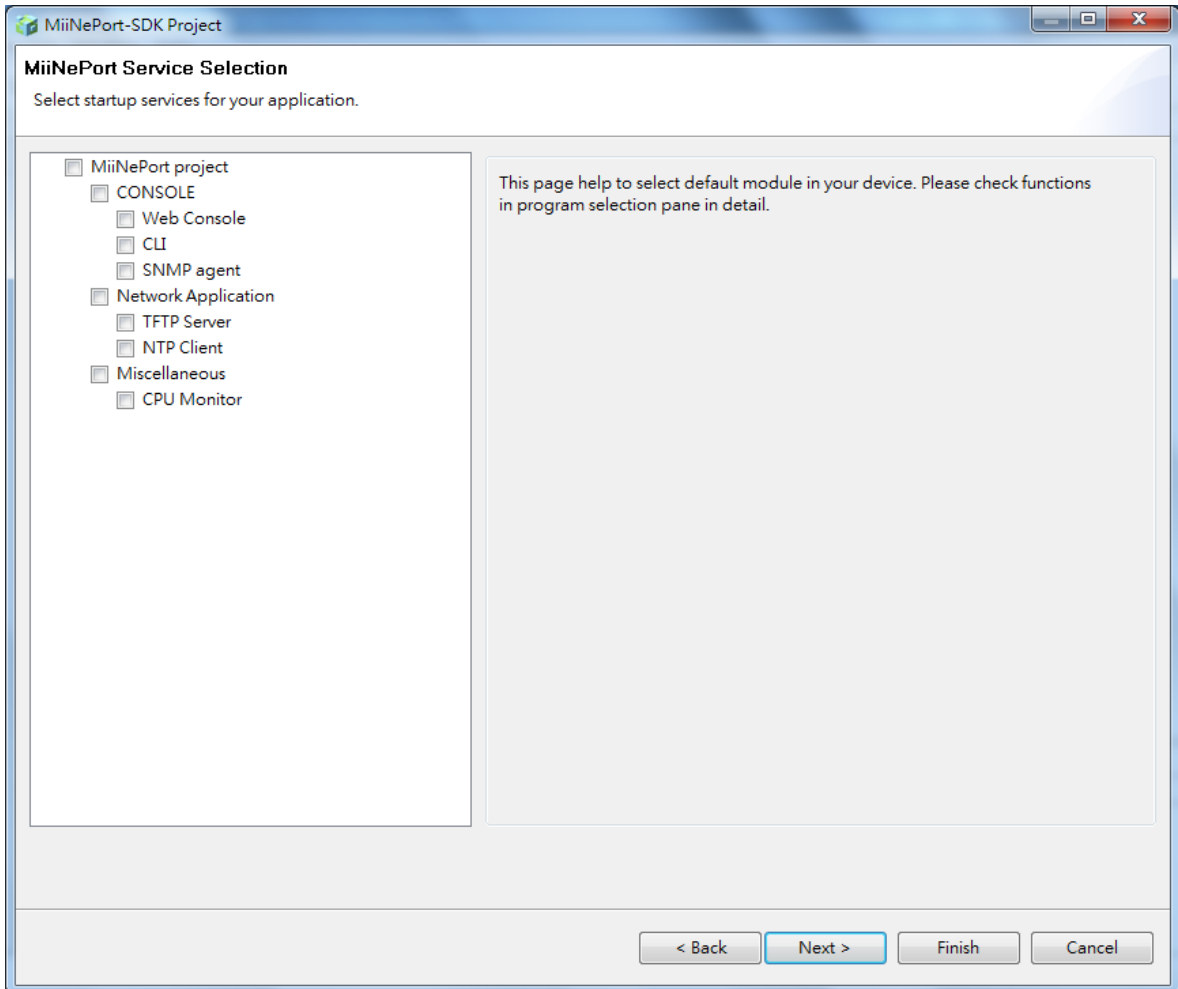 MiiNePort-SDK Project
MiiNePort Service Selection
Select startup services for your application.
MiiNePort project
CONSOLE
Web Console
CLI
SNMP agent
Network Application
TFTP Server
NTP Client
Miscellaneous
CPU Monitor
This page help to select default module in your device. Please check functions
in program selection pane in detail.
< Back
Next >
Finish
Cancel